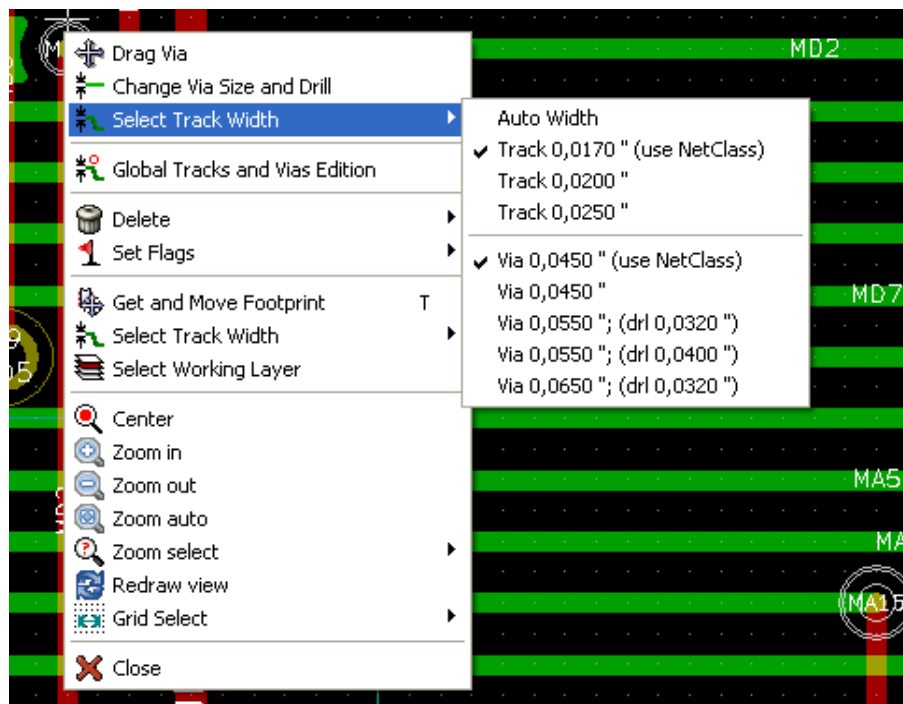 MD2
Drag Via
Change Via Size and Drill
Select Track Width
Auto Width
Track 0,0170 " (use NetClass)
Track 0,0200 "
Track 0,0250 "
Via 0,0450 " (use NetClass)
Via 0,0450 "
Via 0,0550 "; (drl 0,0320 ")
Via 0,0550 "; (drl 0,0400 ")
Via 0,0650 "; (drl 0,0320 ")
Global Tracks and Vias Edition
Delete
Set Flags
Get and Move Footprint T
Select Track Width
Select Working Layer
Center
Zoom in
Zoom out
Zoom auto
Zoom select
Redraw view
Grid Select
Close
MD7
MA5
MA
MA15